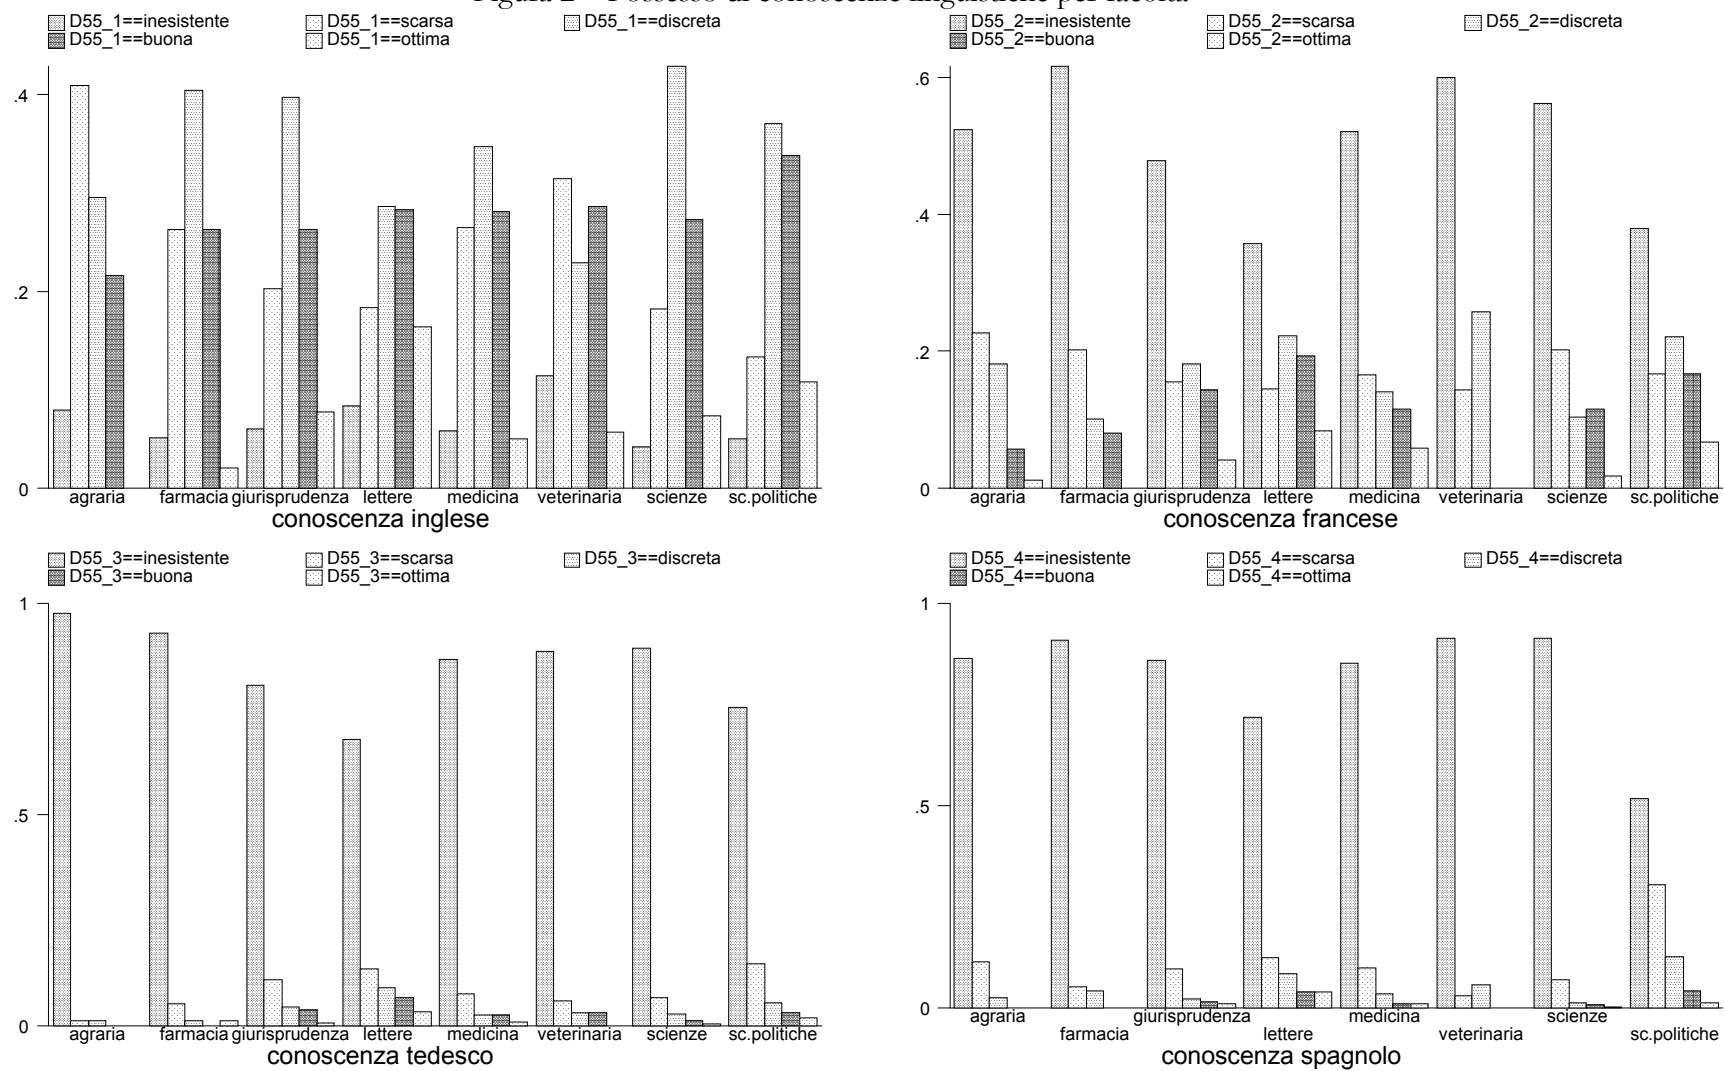 Figura 2 – Possesso di conoscenze linguistiche per facoltà
D55_1==inesistente D55_1==scarsa D55_1==discreta
D55_1==buona D55_1==ottima
.4
.2
0
agraria farmacia giurisprudenza lettere medicina veterinaria scienze sc.politiche
conoscenza inglese
D55_2==inesistente D55_2==scarsa D55_2==discreta
D55_2==buona D55_2==ottima
.6
.4
.2
0
agraria farmacia giurisprudenza lettere medicina veterinaria scienze sc.politiche
conoscenza francese
D55_3==inesistente D55_3==scarsa D55_3==discreta
D55_3==buona D55_3==ottima
1
.5
0
agraria farmacia giurisprudenza lettere medicina veterinaria scienze sc.politiche
conoscenza tedesco
D55_4==inesistente D55_4==scarsa D55_4==discreta
D55_4==buona D55_4==ottima
1
.5
0
agraria giurisprudenza medicina scienze
farmacia lettere veterinaria sc.politiche
conoscenza spagnolo